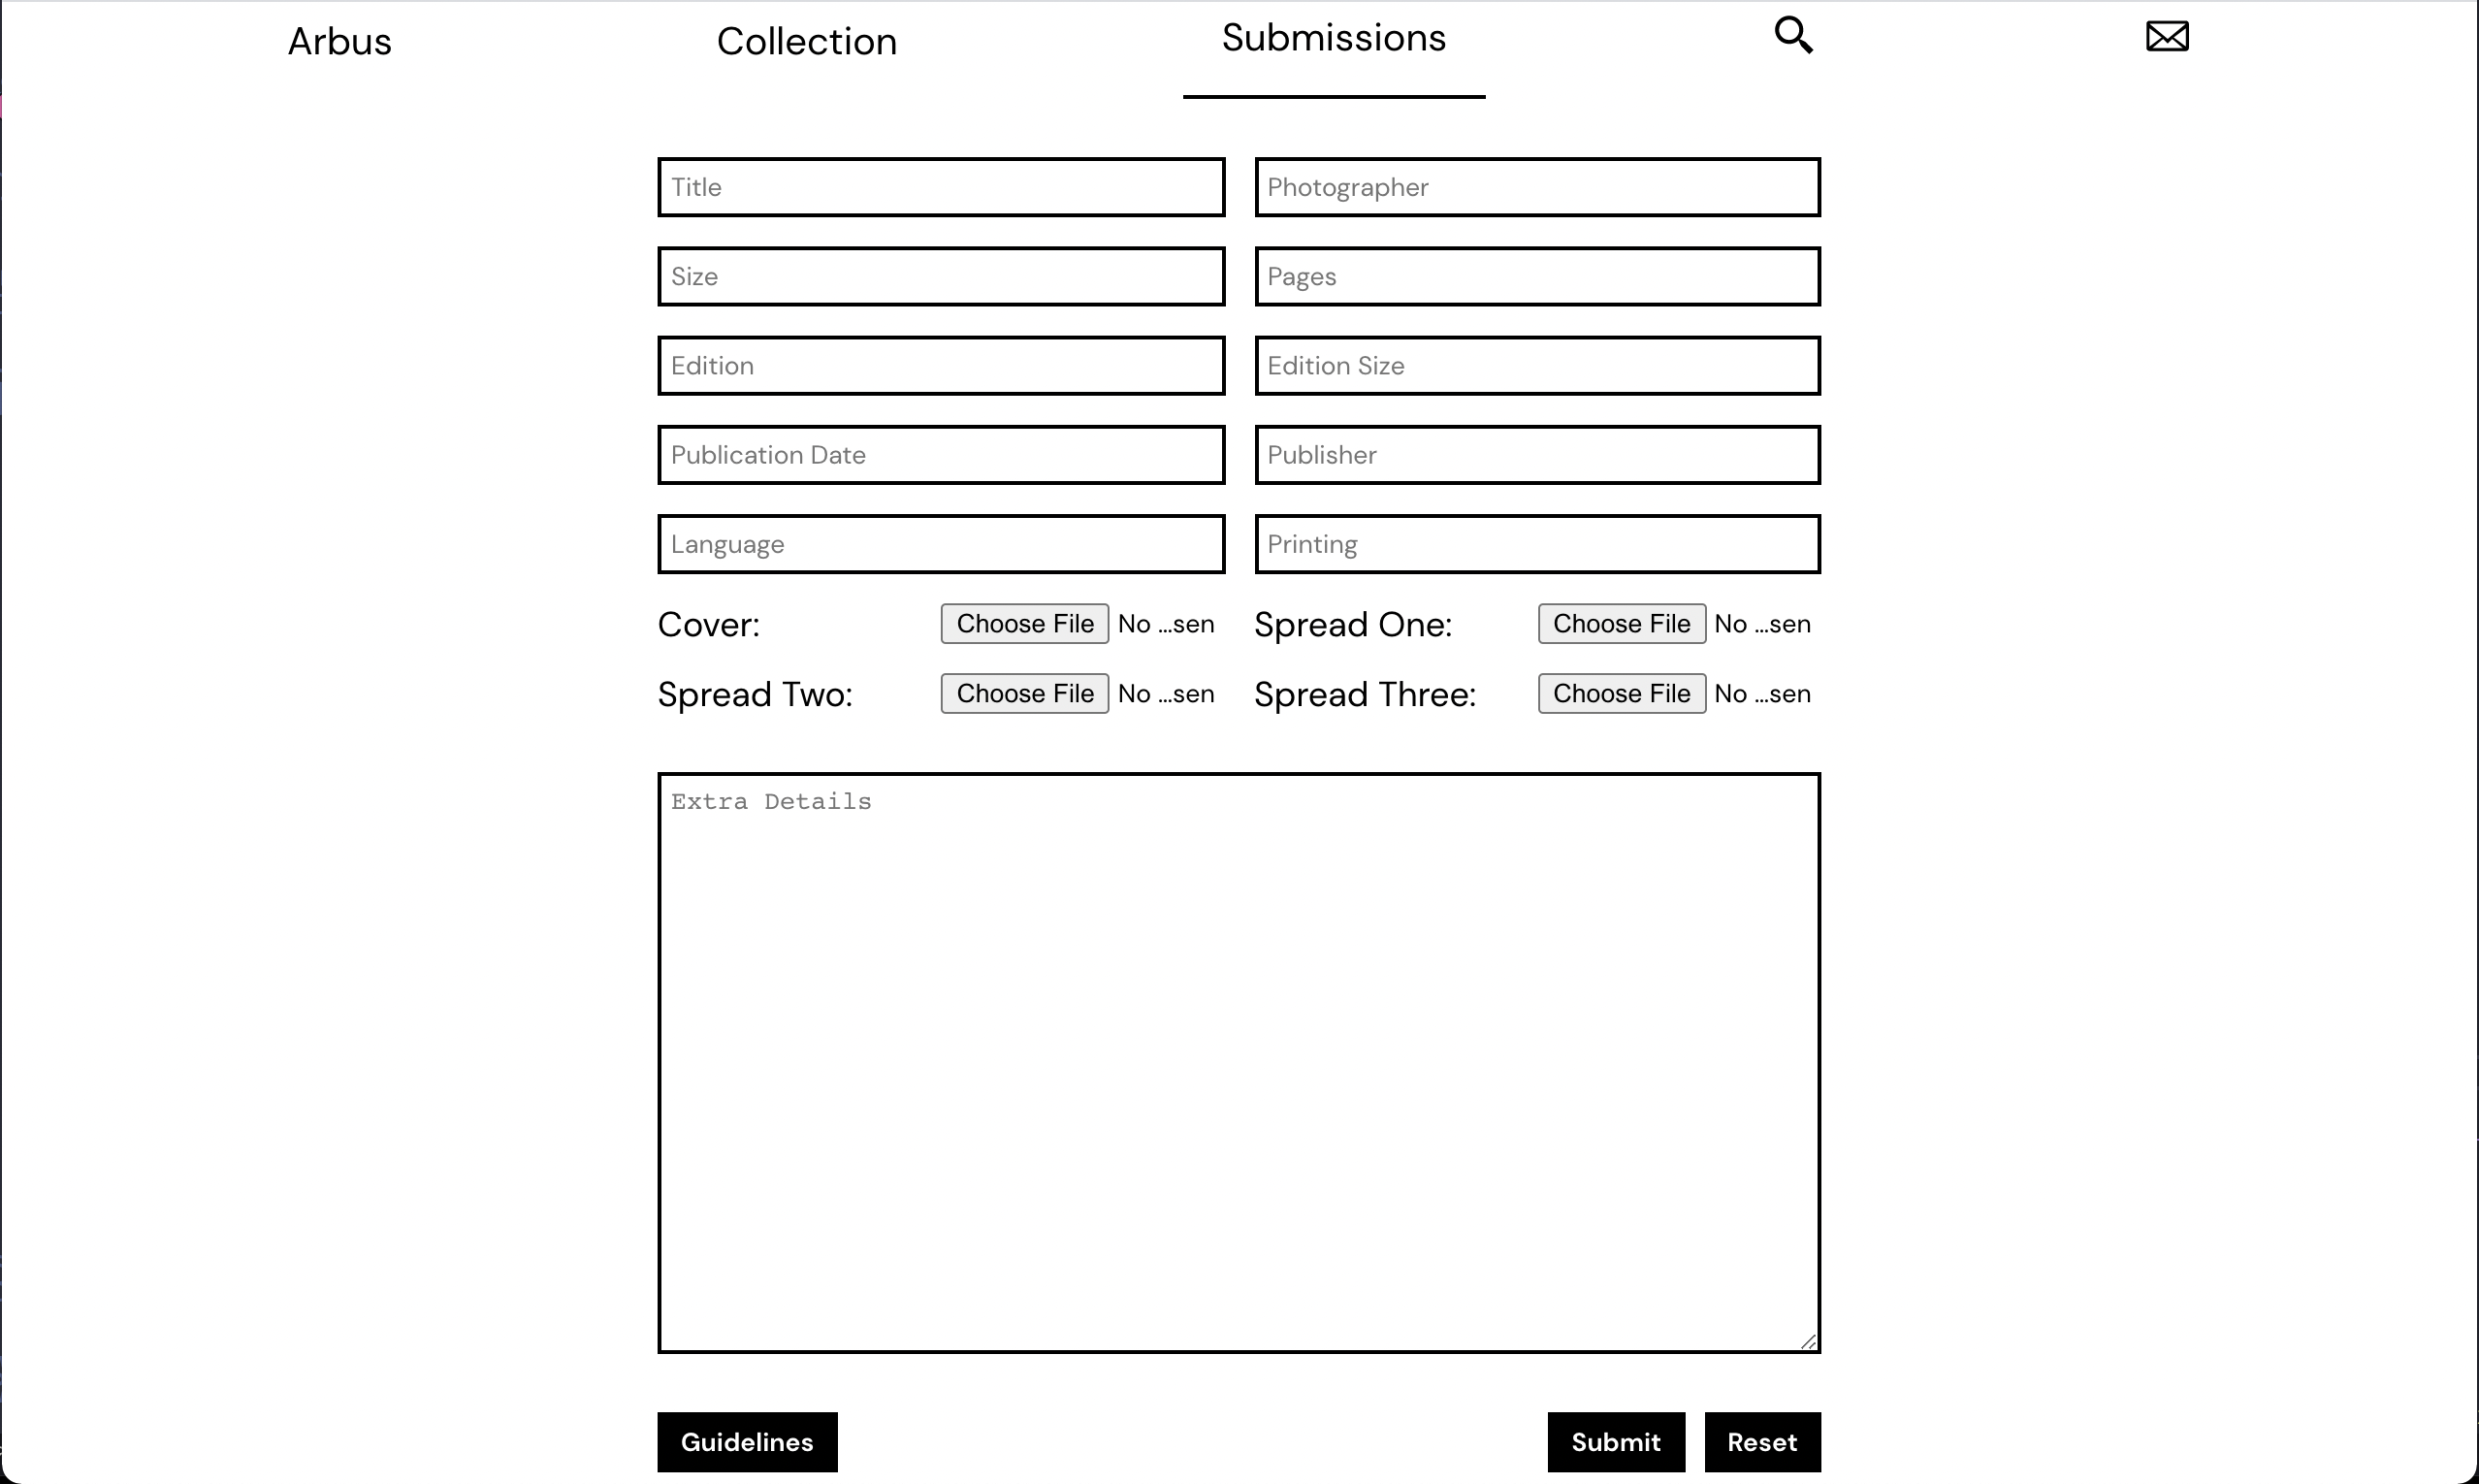 Arbus Collection Submissions
Title Photographer
Size Pages
Edition Edition Size
Publication Date Publisher
Language Printing
Cover: Choose File No ...sen Spread One: Choose File No ...sen
Spread Two: Choose File No ...sen Spread Three: Choose File No ...sen
Extra Details
Guidelines Submit Reset